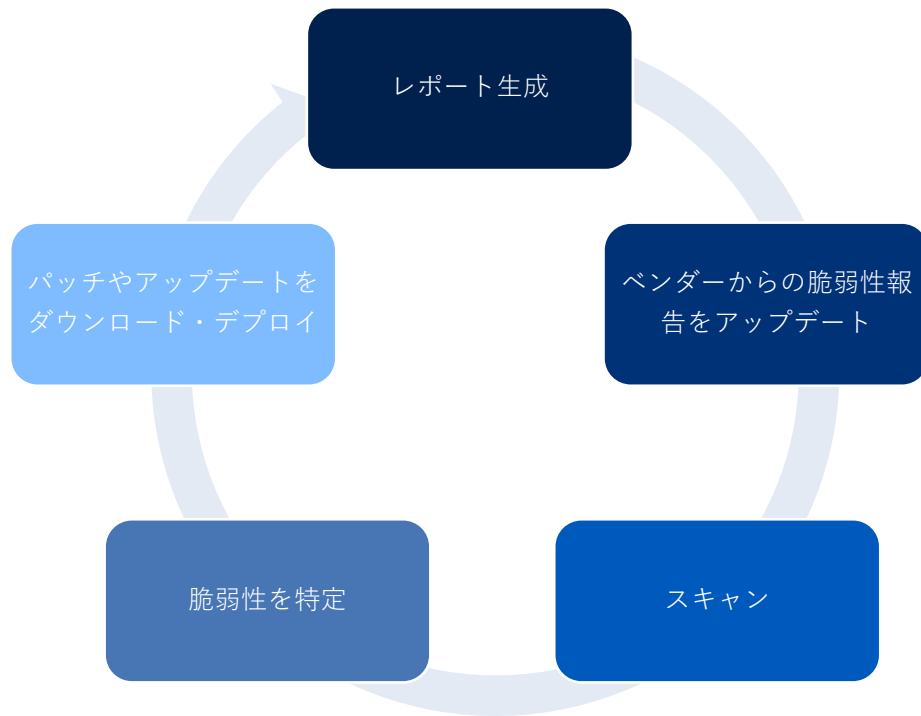 レポート生成
ベンダーからの脆弱性報
告をアップデート
スキャン
脆弱性を特定
パッチやアップデートを
ダウンロード・デプロイ